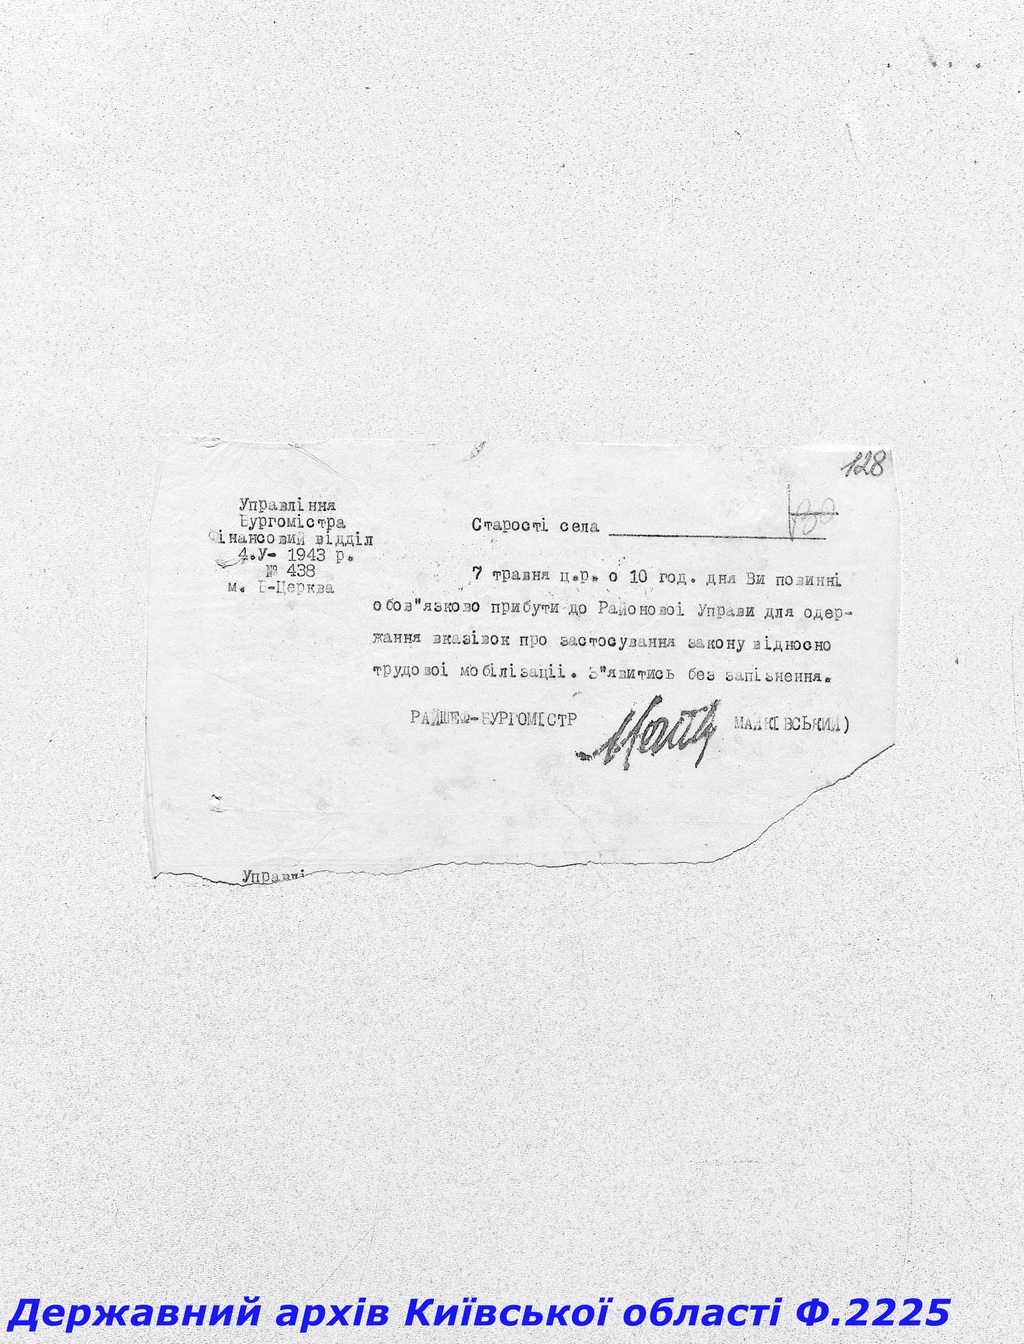 128
Управління
Бургомістра
Фінансовий відділ
4.У- 1943 р.
№ 438
м. Б-Церква
Старості села
130
7 травня ц.р. о 10 год. дня Ви повинні
обов"язково прибути до Районової Управи для одер-
жання вказівок про застосування закону відносно
трудової мобілізації. З"явитись без запізнення.
РАЙШЕФ-БУРГОМІСТР МАЙКІВСЬКИЙ)
Управлі
Державний архів Київської області Ф.2225